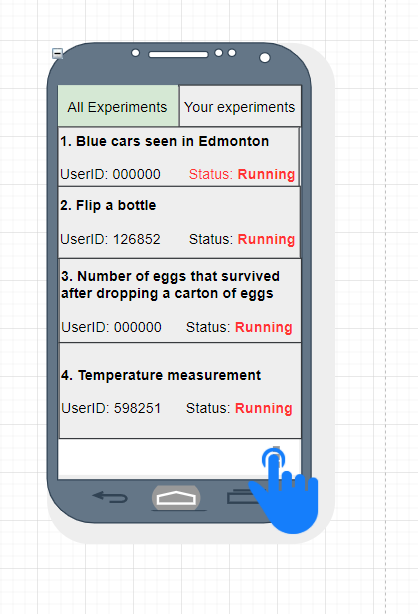 All Experiments
Your experiments
1. Blue cars seen in Edmonton
UserID: 000000 Status: Running
2. Flip a bottle
UserID: 126852 Status: Running
3. Number of eggs that survived
after dropping a carton of eggs
UserID: 000000 Status: Running
4. Temperature measurement
UserID: 598251 Status: Running